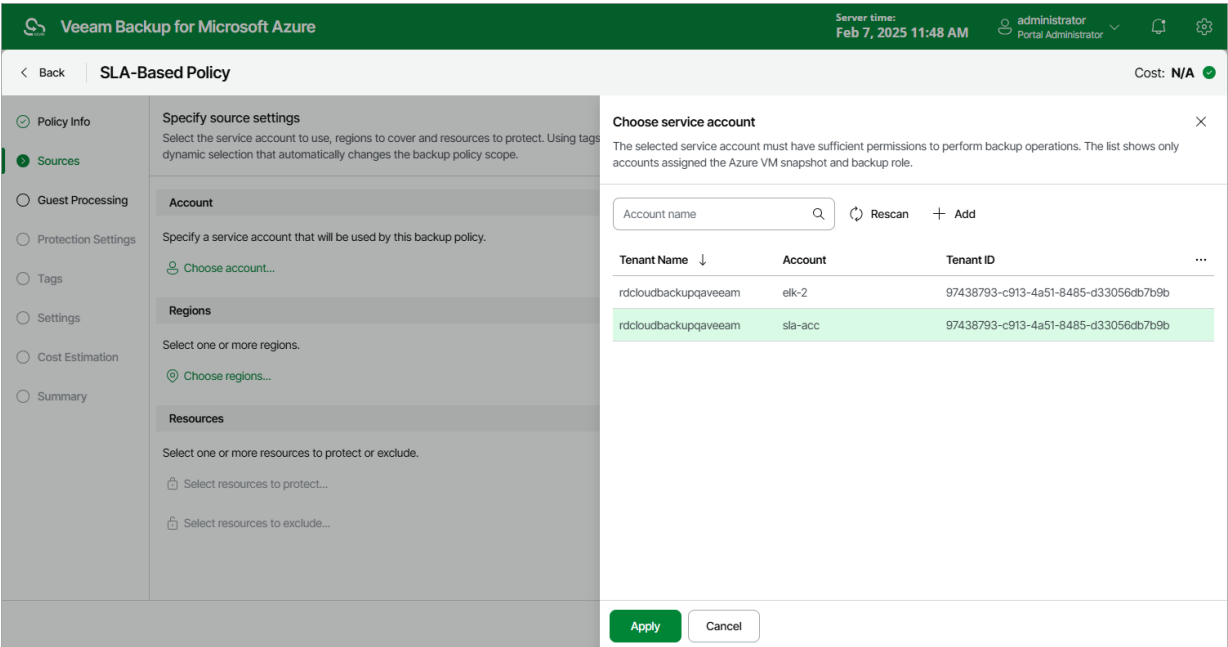 Veeam Backup for Microsoft Azure
Server time:
Feb 7, 2025 11:48 AM
administrator
Portal Administrator
Back
SLA-Based Policy
Cost: N/A
Policy Info
Sources
Guest Processing
Protection Settings
Tags
Settings
Cost Estimation
Summary
Specify source settings
Select the service account to use, regions to cover and resources to protect. Using tags
dynamic selection that automatically changes the backup policy scope.
Account
Specify a service account that will be used by this backup policy.
Choose account...
Regions
Select one or more regions.
Choose regions...
Resources
Select one or more resources to protect or exclude.
Select resources to protect...
Select resources to exclude...
Choose service account
The selected service account must have sufficient permissions to perform backup operations. The list shows only
accounts assigned the Azure VM snapshot and backup role.
Account name
Rescan
Add
Tenant Name Account Tenant ID
rdcloudbackupqaveeam elk-2 97438793-c913-4a51-8485-d33056db7b9b
rdcloudbackupqaveeam sla-acc 97438793-c913-4a51-8485-d33056db7b9b
Apply
Cancel